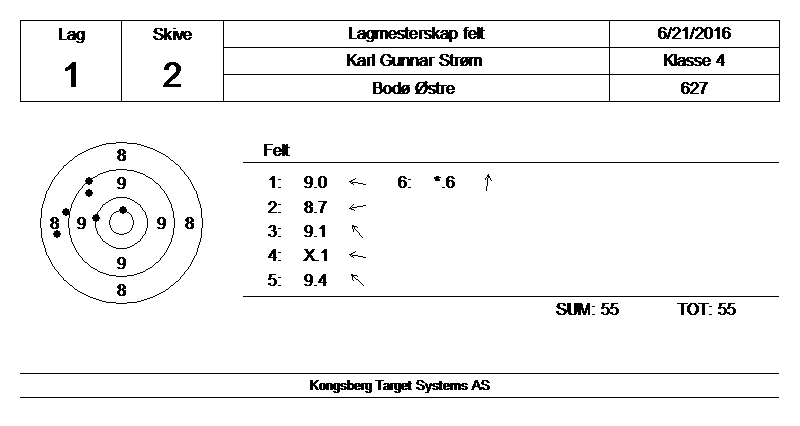 Lag Skive Lagmesterskap felt 6/21/2016
1 2 Karl Gunnar Strøm Klasse 4
Bodø Østre 627
8
9
8 9 9 8
9
8
Felt
1: 9.0 ← 6: *.6 ↑
2: 8.7 ←
3: 9.1 ↖
4: X.1 ←
5: 9.4 ↖
SUM: 55 TOT: 55
Kongsberg Target Systems AS